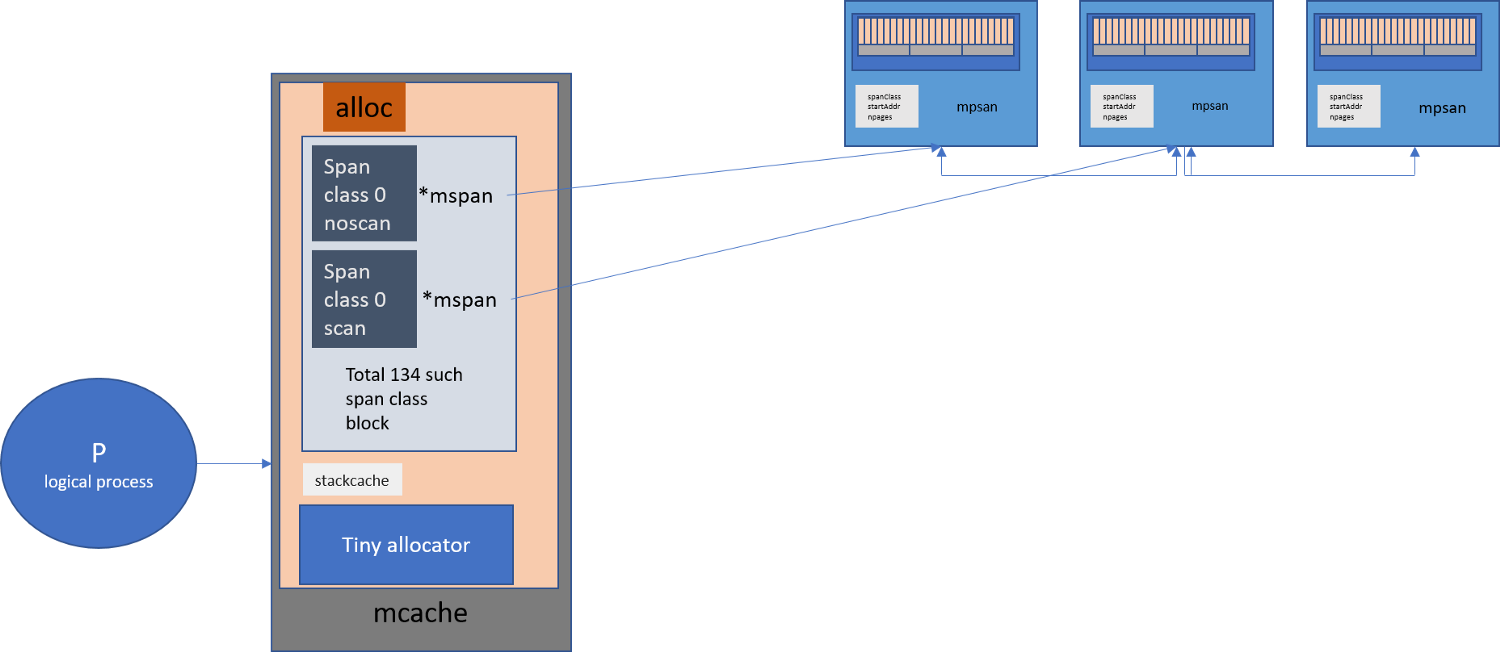 alloc
Span
class 0
noscan
*mspan
Span
class 0
scan
*mspan
Total 134 such
span class
block
stackcache
Tiny allocator
mcache
P
logical process
spanClass
startAddr
npages
mpsan
spanClass
startAddr
npages
mpsan
spanClass
startAddr
npages
mpsan